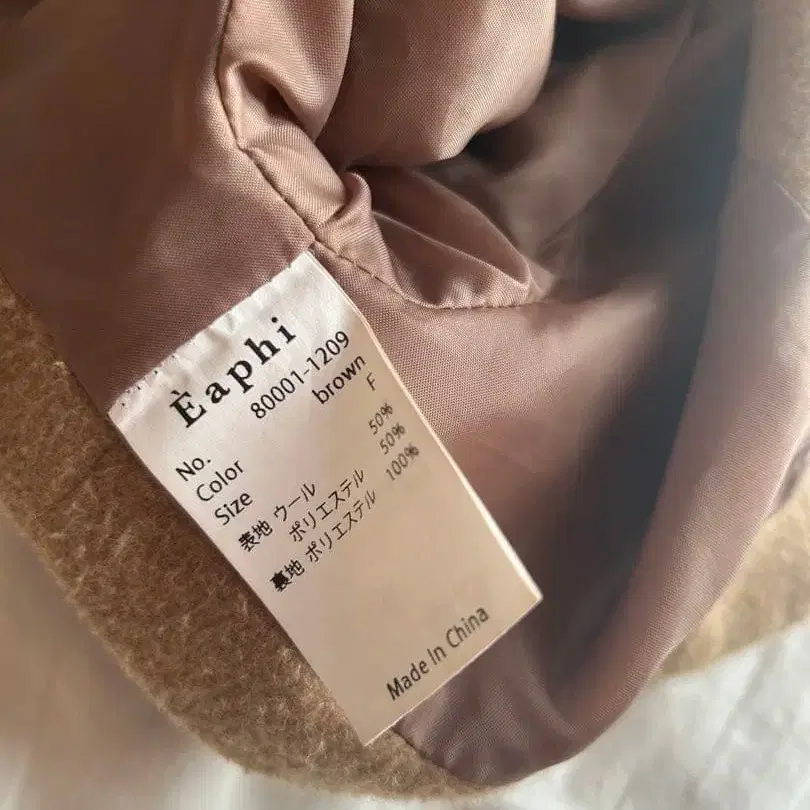 Èaphi
No. 80001-1209
Color brown
Size F
表地 ウール 50%
ポリエステル 50%
裏地 ポリエステル 100%
Made In China